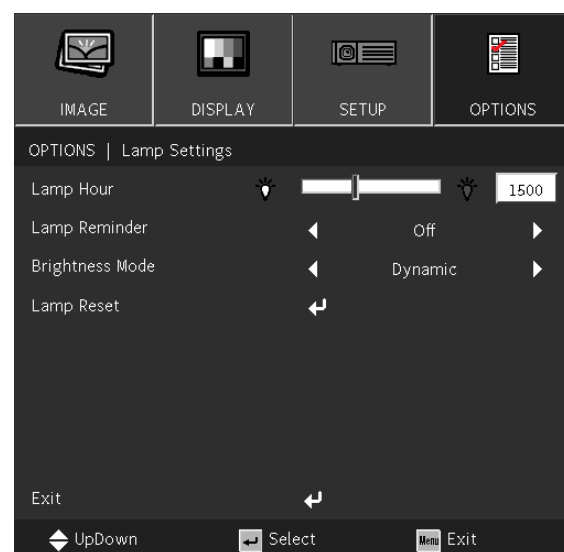 IMAGE DISPLAY SETUP OPTIONS
OPTIONS | Lamp Settings
Lamp Hour 1500
Lamp Reminder Off
Brightness Mode Dynamic
Lamp Reset
Exit
UpDown Select Menu Exit